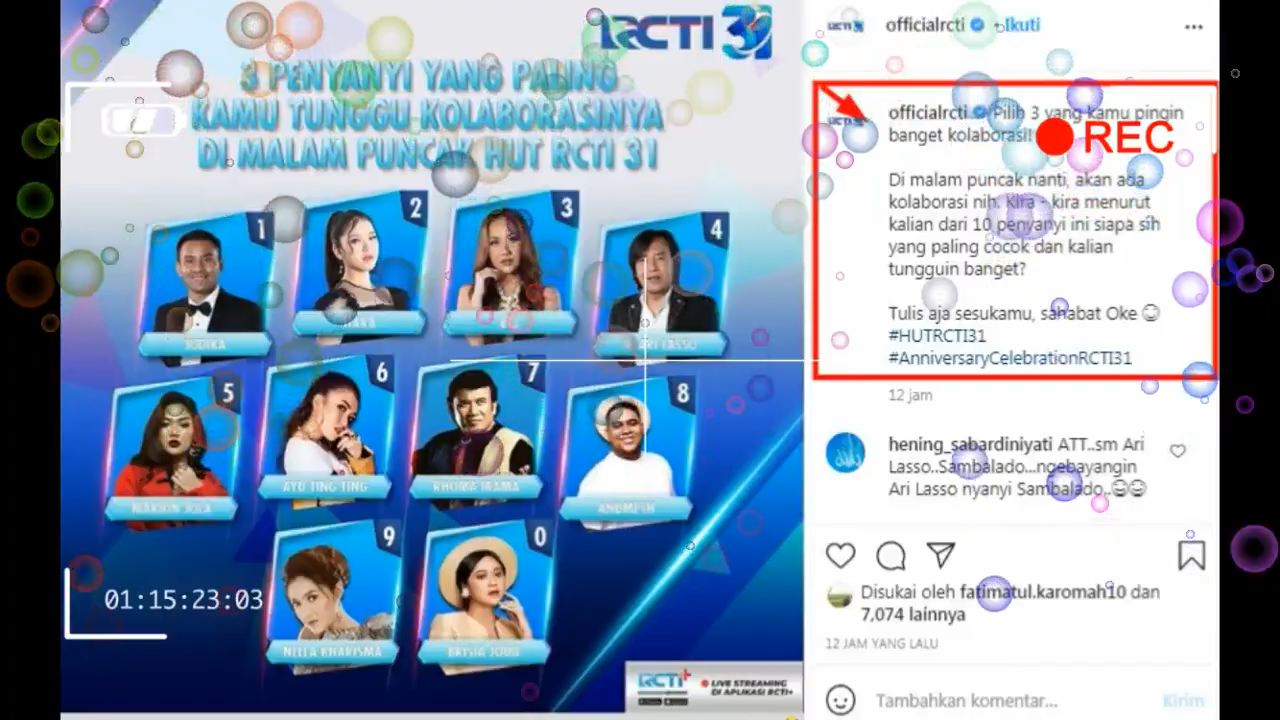 RCTI 31
3 PENYANYI YANG PALING
KAMU TUNGGU KOLABORASINYA
DI MALAM PUNCAK HUT RCTI 31
1
JUDIKA
2
3
4
ARI LASSO
5
MARION JOLA
6
AYU TING TING
7
RHOMA IRAMA
8
ANDMESH
9
NELLA KHARISMA
0
BRISIA JODIE
01:15:23:03
RCTI+
LIVE STREAMING
DI APLIKASI RCTI+
officialrcti • Ikuti
officialrcti Pilih 3 yang kamu pingin
banget kolaborasi!
REC
Di malam puncak nanti, akan ada
kolaborasi nih. Kira - kira menurut
kalian dari 10 penyanyi ini siapa sih
yang paling cocok dan kalian
tungguin banget?
Tulis aja sesukamu, sahabat Oke 😊
#HUTRCTI31
#AnniversaryCelebrationRCTI31
12 jam
hening_sabardiniyati ATT..sm Ari
Lasso..Sambalado...ngebayangin
Ari Lasso nyanyi Sambalado..😄😄
Disukai oleh fatimatul.karomah10 dan
7,074 lainnya
12 JAM YANG LALU
Tambahkan komentar...
Kirim